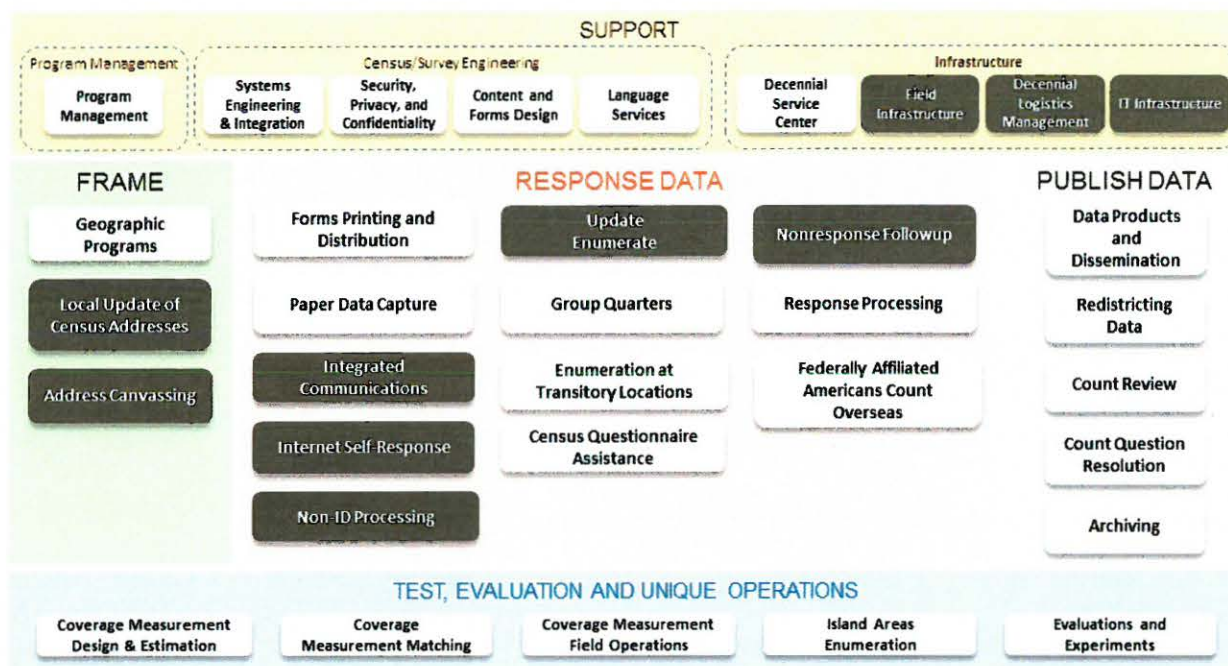 SUPPORT
Program Management
Program
Management
Census/Survey Engineering
Systems
Engineering
& Integration
Security,
Privacy, and
Confidentiality
Content and
Forms Design
Language
Services
Infrastructure
Decennial
Service
Center
Field
Infrastructure
Decennial
Logistics
Management
IT Infrastructure
FRAME
Geographic
Programs
Local Update of
Census Addresses
Address Canvassing
RESPONSE DATA
Forms Printing and
Distribution
Paper Data Capture
Integrated
Communications
Internet Self-Response
Non-ID Processing
Update
Enumerate
Group Quarters
Enumeration at
Transitory Locations
Census Questionnaire
Assistance
Nonresponse Followup
Response Processing
Federally Affiliated
Americans Count
Overseas
PUBLISH DATA
Data Products
and
Dissemination
Redistricting
Data
Count Review
Count Question
Resolution
Archiving
TEST, EVALUATION AND UNIQUE OPERATIONS
Coverage Measurement
Design & Estimation
Coverage
Measurement Matching
Coverage Measurement
Field Operations
Island Areas
Enumeration
Evaluations and
Experiments